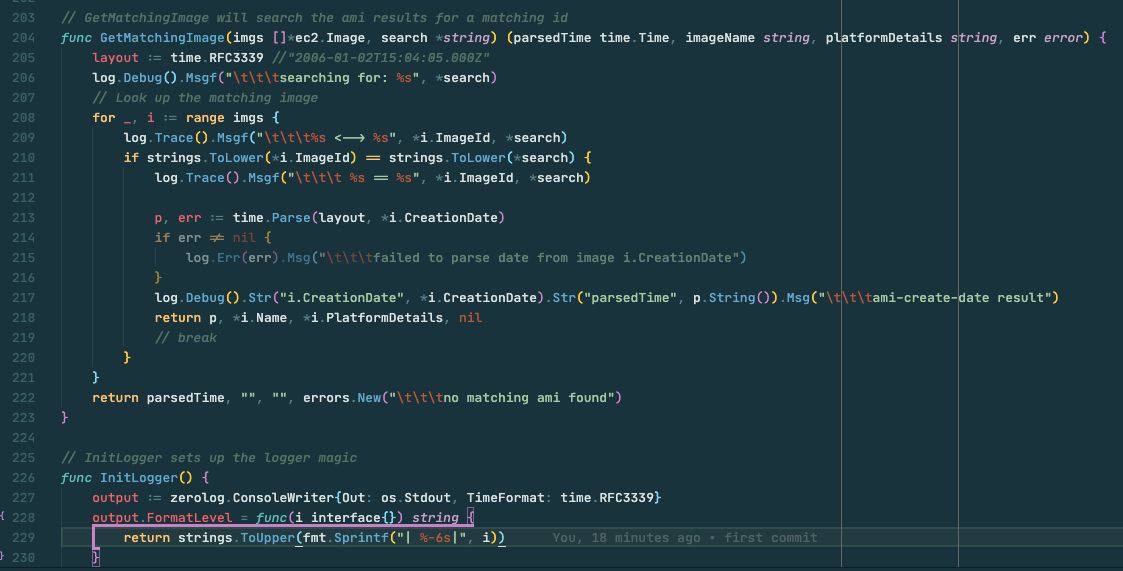 203 // GetMatchingImage will search the ami results for a matching id
204 func GetMatchingImage(imgs []*ec2.Image, search *string) (parsedTime time.Time, imageName string, platformDetails string, err error) {
205 layout := time.RFC3339 //"2006-01-02T15:04:05.000Z"
206 log.Debug().Msgf("\t\t\tsearching for: %s", *search)
207 // Look up the matching image
208 for _, i := range imgs {
209 log.Trace().Msgf("\t\t\t%s <--> %s", *i.ImageId, *search)
210 if strings.ToLower(*i.ImageId) == strings.ToLower(*search) {
211 log.Trace().Msgf("\t\t\t %s == %s", *i.ImageId, *search)
212
213 p, err := time.Parse(layout, *i.CreationDate)
214 if err != nil {
215 log.Err(err).Msg("\t\t\tfailed to parse date from image i.CreationDate")
216 }
217 log.Debug().Str("i.CreationDate", *i.CreationDate).Str("parsedTime", p.String()).Msg("\t\t\tami-create-date result")
218 return p, *i.Name, *i.PlatformDetails, nil
219 // break
220 }
221 }
222 return parsedTime, "", "", errors.New("\t\t\tno matching ami found")
223 }
224
225 // InitLogger sets up the logger magic
226 func InitLogger() {
227 output := zerolog.ConsoleWriter{Out: os.Stdout, TimeFormat: time.RFC3339}
{ 228 output.FormatLevel = func(i interface{}) string {
229 return strings.ToUpper(fmt.Sprintf("| %-6s|", i)) You, 18 minutes ago • first commit
} 230 }